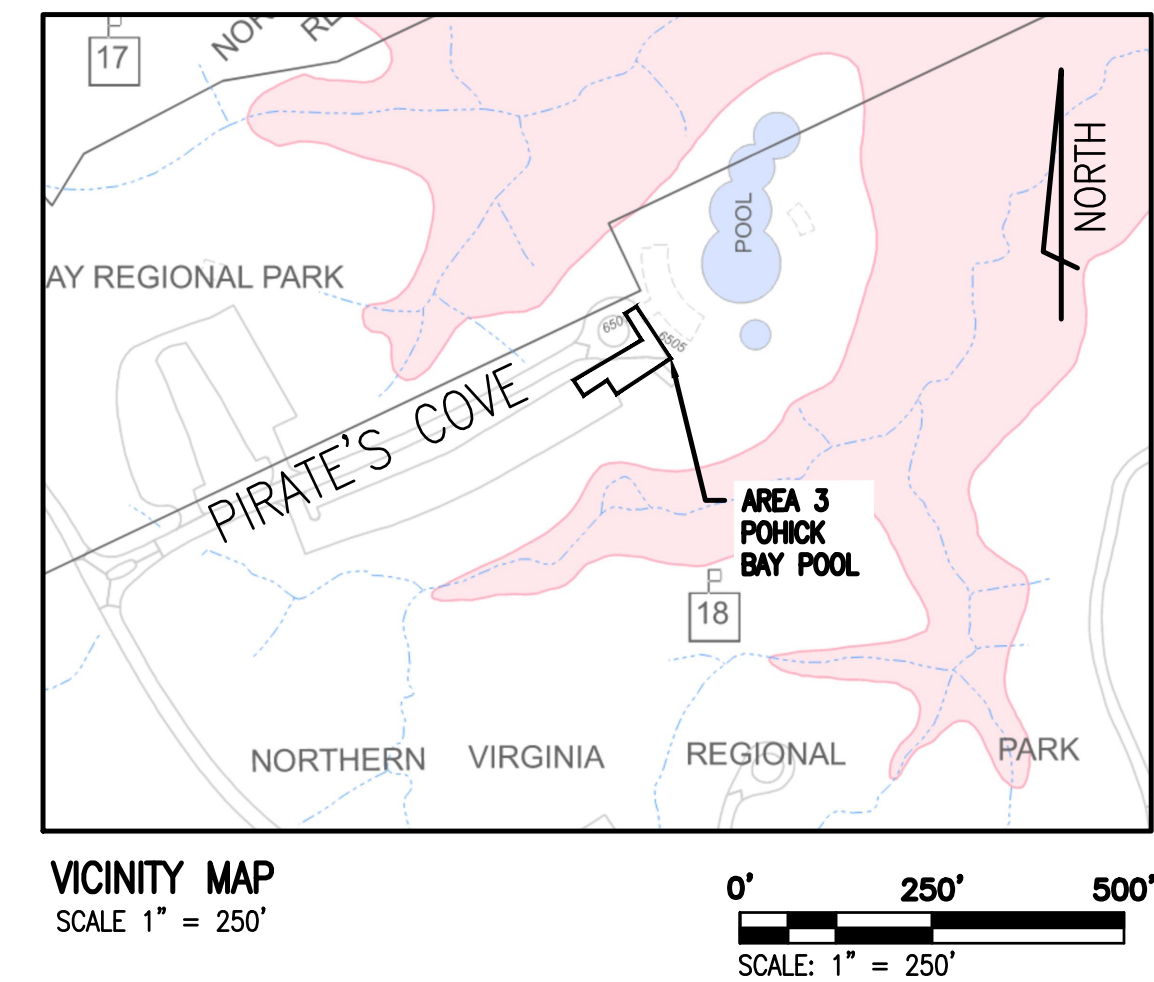 17
NOR
NORTH
POOL
AY REGIONAL PARK
650
6505
PIRATE'S COVE
AREA 3
POHICK
BAY POOL
18
NORTHERN VIRGINIA REGIONAL PARK
VICINITY MAP
SCALE 1" = 250'
0' 250' 500'
SCALE: 1" = 250'